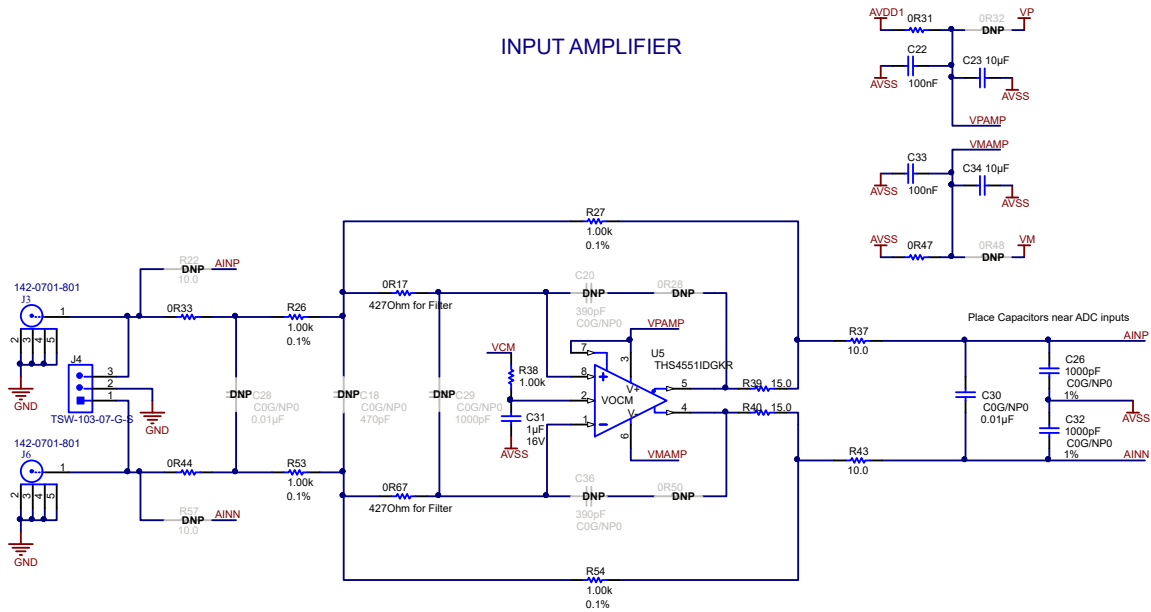 INPUT AMPLIFIER
AVDD1
0R31
0R32
DNP
VP
C22
100nF
AVSS
C23 10µF
AVSS
VPAMP
VMAMP
C33
100nF
AVSS
C34 10µF
AVSS
AVSS
0R47
0R48
DNP
VM
R27
1.00k
0.1%
R22
DNP
10.0
AINP
142-0701-801
J3
1
2
3
4
5
GND
0R33
R26
1.00k
0.1%
0R17
427Ohm for Filter
C20
DNP
390pF
C0G/NP0
0R28
DNP
VPAMP
J4
3
2
1
TSW-103-07-G-S
GND
DNP
C28
C0G/NP0
0.01µF
DNP
C18
C0G/NP0
470pF
DNP
C29
C0G/NP0
1000pF
VCM
R38
1.00k
C31
1µF
16V
AVSS
7
3
U5
THS4551IDGKR
8
V+
5
2
VOCM
4
1
V-
6
VMAMP
R39
15.0
R40
15.0
R37
10.0
Place Capacitors near ADC inputs
AINP
C26
1000pF
C0G/NP0
1%
C30
C0G/NP0
0.01µF
AVSS
C32
1000pF
C0G/NP0
1%
R43
10.0
AINN
142-0701-801
J6
1
2
3
4
5
GND
0R44
R53
1.00k
0.1%
0R67
427Ohm for Filter
C36
DNP
390pF
C0G/NP0
0R50
DNP
R57
DNP
10.0
AINN
R54
1.00k
0.1%